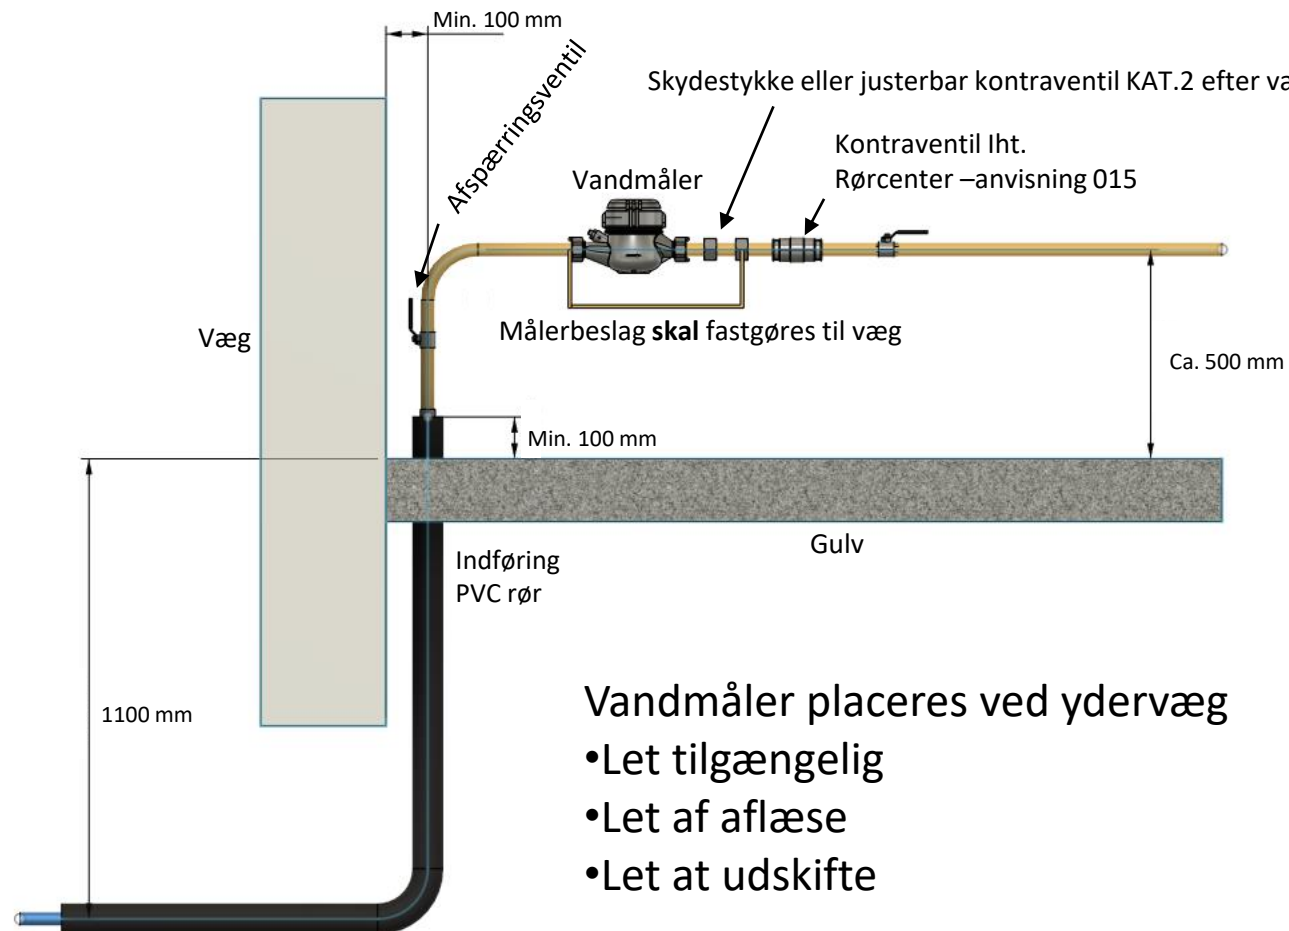 Min. 100 mm
Afspærringsventil
Skydestykke eller justerbar kontraventil KAT.2 efter
Kontraventil Iht.
Rørcenter –anvisning 015
Vandmåler
Væg
Målerbeslag skal fastgøres til væg
Ca. 500 mm
Min. 100 mm
Gulv
Indføring
PVC rør
1100 mm
Vandmåler placeres ved ydervæg
•Let tilgængelig
•Let af aflæse
•Let at udskifte